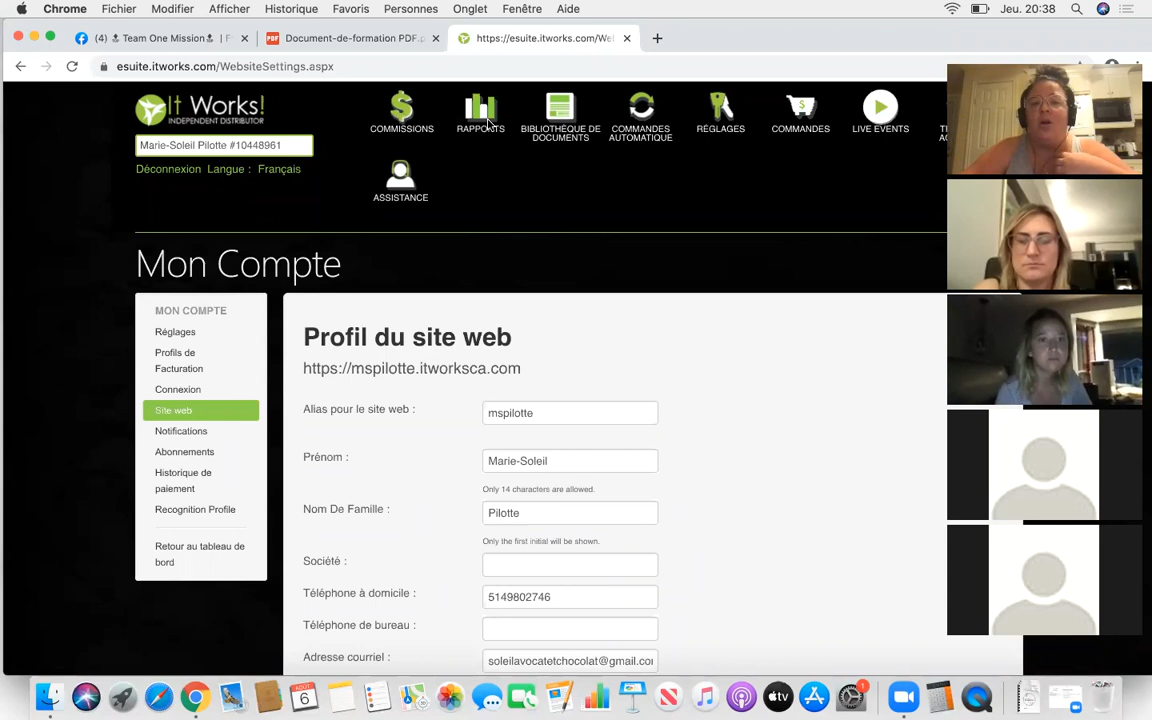 Chrome Fichier Modifier Afficher Historique Favoris Personnes Onglet Fenêtre Aide Jeu. 20:38
(4) Team One Mission | F
Document-de-formation PDF.p
https://esuite.itworks.com/We
esuite.itworks.com/WebsiteSettings.aspx
It Works!
INDEPENDENT DISTRIBUTOR
Marie-Soleil Pilotte #10448961
Déconnexion Langue : Français
COMMISSIONS
RAPPORTS
BIBLIOTHÈQUE DE
DOCUMENTS
COMMANDES
AUTOMATIQUE
RÉGLAGES
COMMANDES
LIVE EVENTS
ASSISTANCE
Mon Compte
MON COMPTE
Réglages
Profils de
Facturation
Connexion
Site web
Notifications
Abonnements
Historique de
paiement
Recognition Profile
Retour au tableau de
bord
Profil du site web
https://mspilotte.itworksca.com
Alias pour le site web : mspilotte
Prénom : Marie-Soleil
Only 14 characters are allowed.
Nom De Famille : Pilotte
Only the first initial will be shown.
Société :
Téléphone à domicile : 5149802746
Téléphone de bureau :
Adresse courriel : soleilavocatetchocolat@gmail.co
AOÛT
6
tv
1